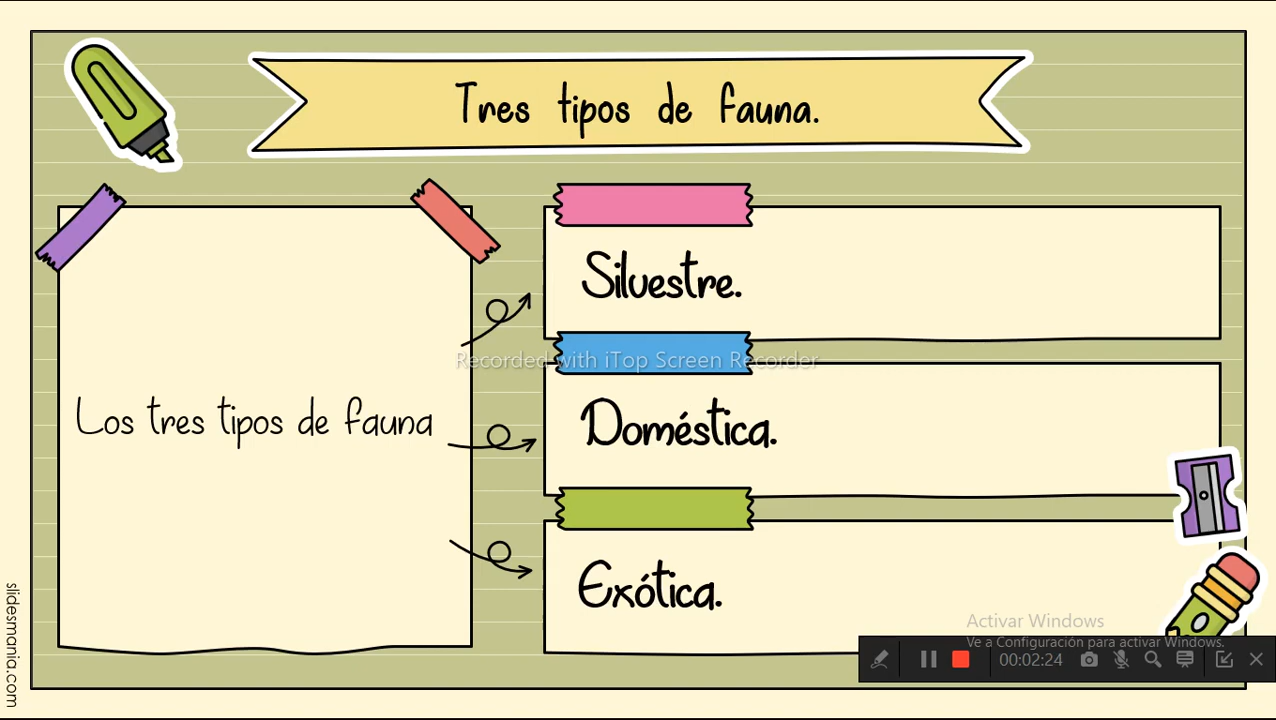 Tres tipos de fauna.
Silvestre.
Recorded with iTop Screen Recorder
Los tres tipos de fauna
Doméstica.
Exótica.
slidesmania.com
Activar Windows
Ve a Configuración para activar Windows.
00:02:24